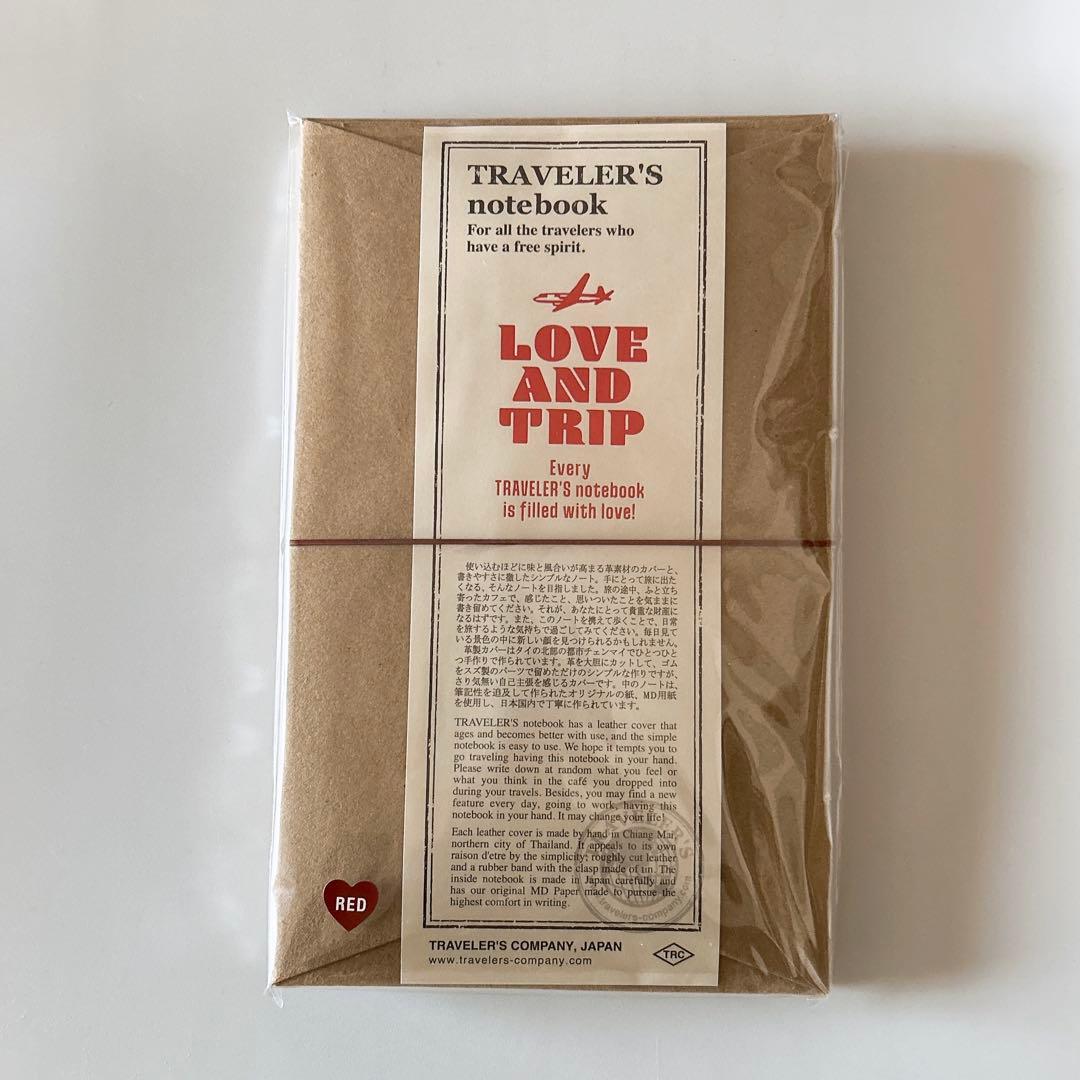 TRAVELER'S
notebook
For all the travelers who
have a free spirit.
LOVE
AND
TRIP
Every
TRAVELER'S notebook
is filled with love!
使い込むほどに味と風合いが高まる革素材のカバーと、
書きやすさに徹したシンプルなノート。手にとって旅に出た
くなる、そんなノートを目指しました。旅の途中、ふと立ち
寄ったカフェで、感じたこと、思いついたことを気ままに
書き留めてください。それが、あなたにとって貴重な財産に
なるはずです。また、このノートを携えて歩くことで、日常
を旅するような気持ちで過ごしてみてください。毎日見て
いる景色の中に新しい顔を見つけられるかもしれません。
革製カバーはタイの北部の都市チェンマイでひとつひと
つ手作りで作られています。革を大胆にカットして、ゴム
をスズ製のパーツで留めただけのシンプルな作りですが、
さり気無い自己主張を感じるカバーです。中のノートは、
筆記性を追及して作られたオリジナルの紙、MD用紙
を使用し、日本国内で丁寧に作られています。
TRAVELER'S notebook has a leather cover that
ages and becomes better with use, and the simple
notebook is easy to use. We hope it tempts you to
go traveling having this notebook in your hand.
Please write down at random what you feel or
what you think in the café you dropped into
during your travels. Besides, you may find a new
feature every day, going to work, having this
notebook in your hand. It may change your life!
Each leather cover is made by hand in Chiang Mai,
northern city of Thailand. It appeals to its own
raison d'etre by the simplicity: roughly cut leather
and a rubber band with the clasp made of tin. The
inside notebook is made in Japan carefully and
has our original MD Paper made to pursue the
highest comfort in writing.
TRAVELER'S
travelers-company.com
RED
TRAVELER'S COMPANY, JAPAN
www.travelers-company.com
TRC